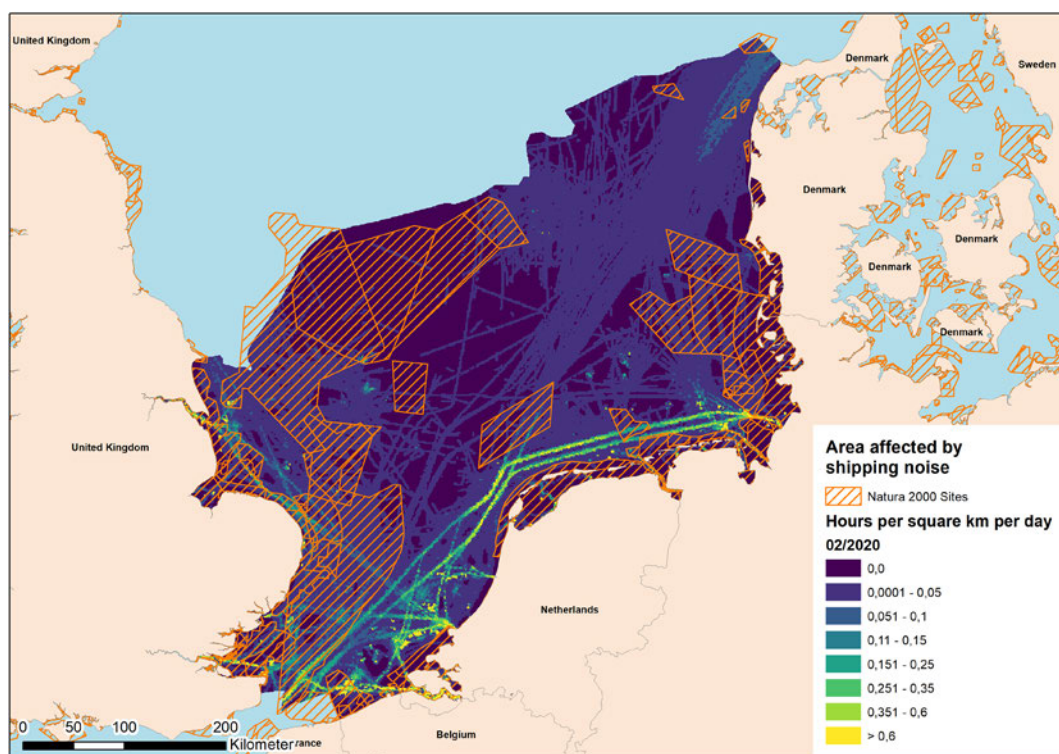 United Kingdom
Denmark
Sweden
Denmark
Denmark
Denmark
Denmark
United Kingdom
Netherlands
Belgium
rance
0 50 100 200
Kilometer
Area affected by
shipping noise
Natura 2000 Sites
Hours per square km per day
02/2020
0,0
0,0001 - 0,05
0,051 - 0,1
0,11 - 0,15
0,151 - 0,25
0,251 - 0,35
0,351 - 0,6
> 0,6